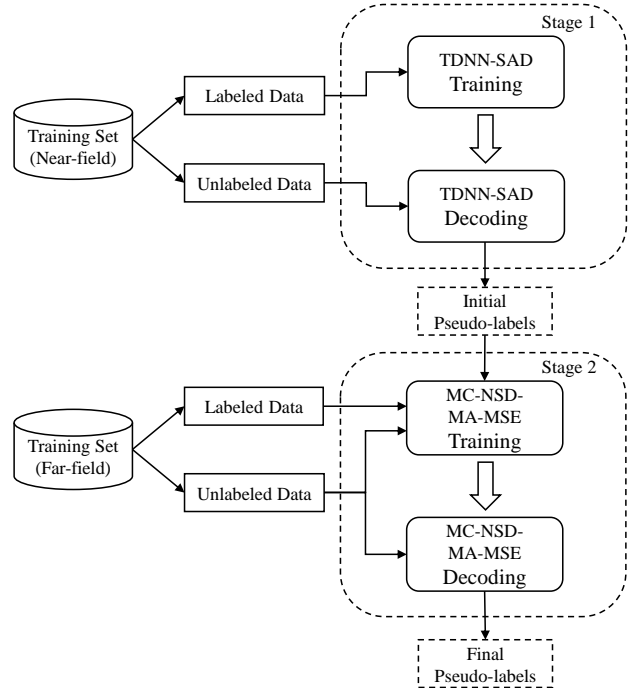 Stage 1
TDNN-SAD
Training
Labeled Data
Training Set
(Near-field)
Unlabeled Data
TDNN-SAD
Decoding
Initial
Pseudo-labels
Stage 2
MC-NSD-
MA-MSE
Training
Labeled Data
Training Set
(Far-field)
Unlabeled Data
MC-NSD-
MA-MSE
Decoding
Final
Pseudo-labels